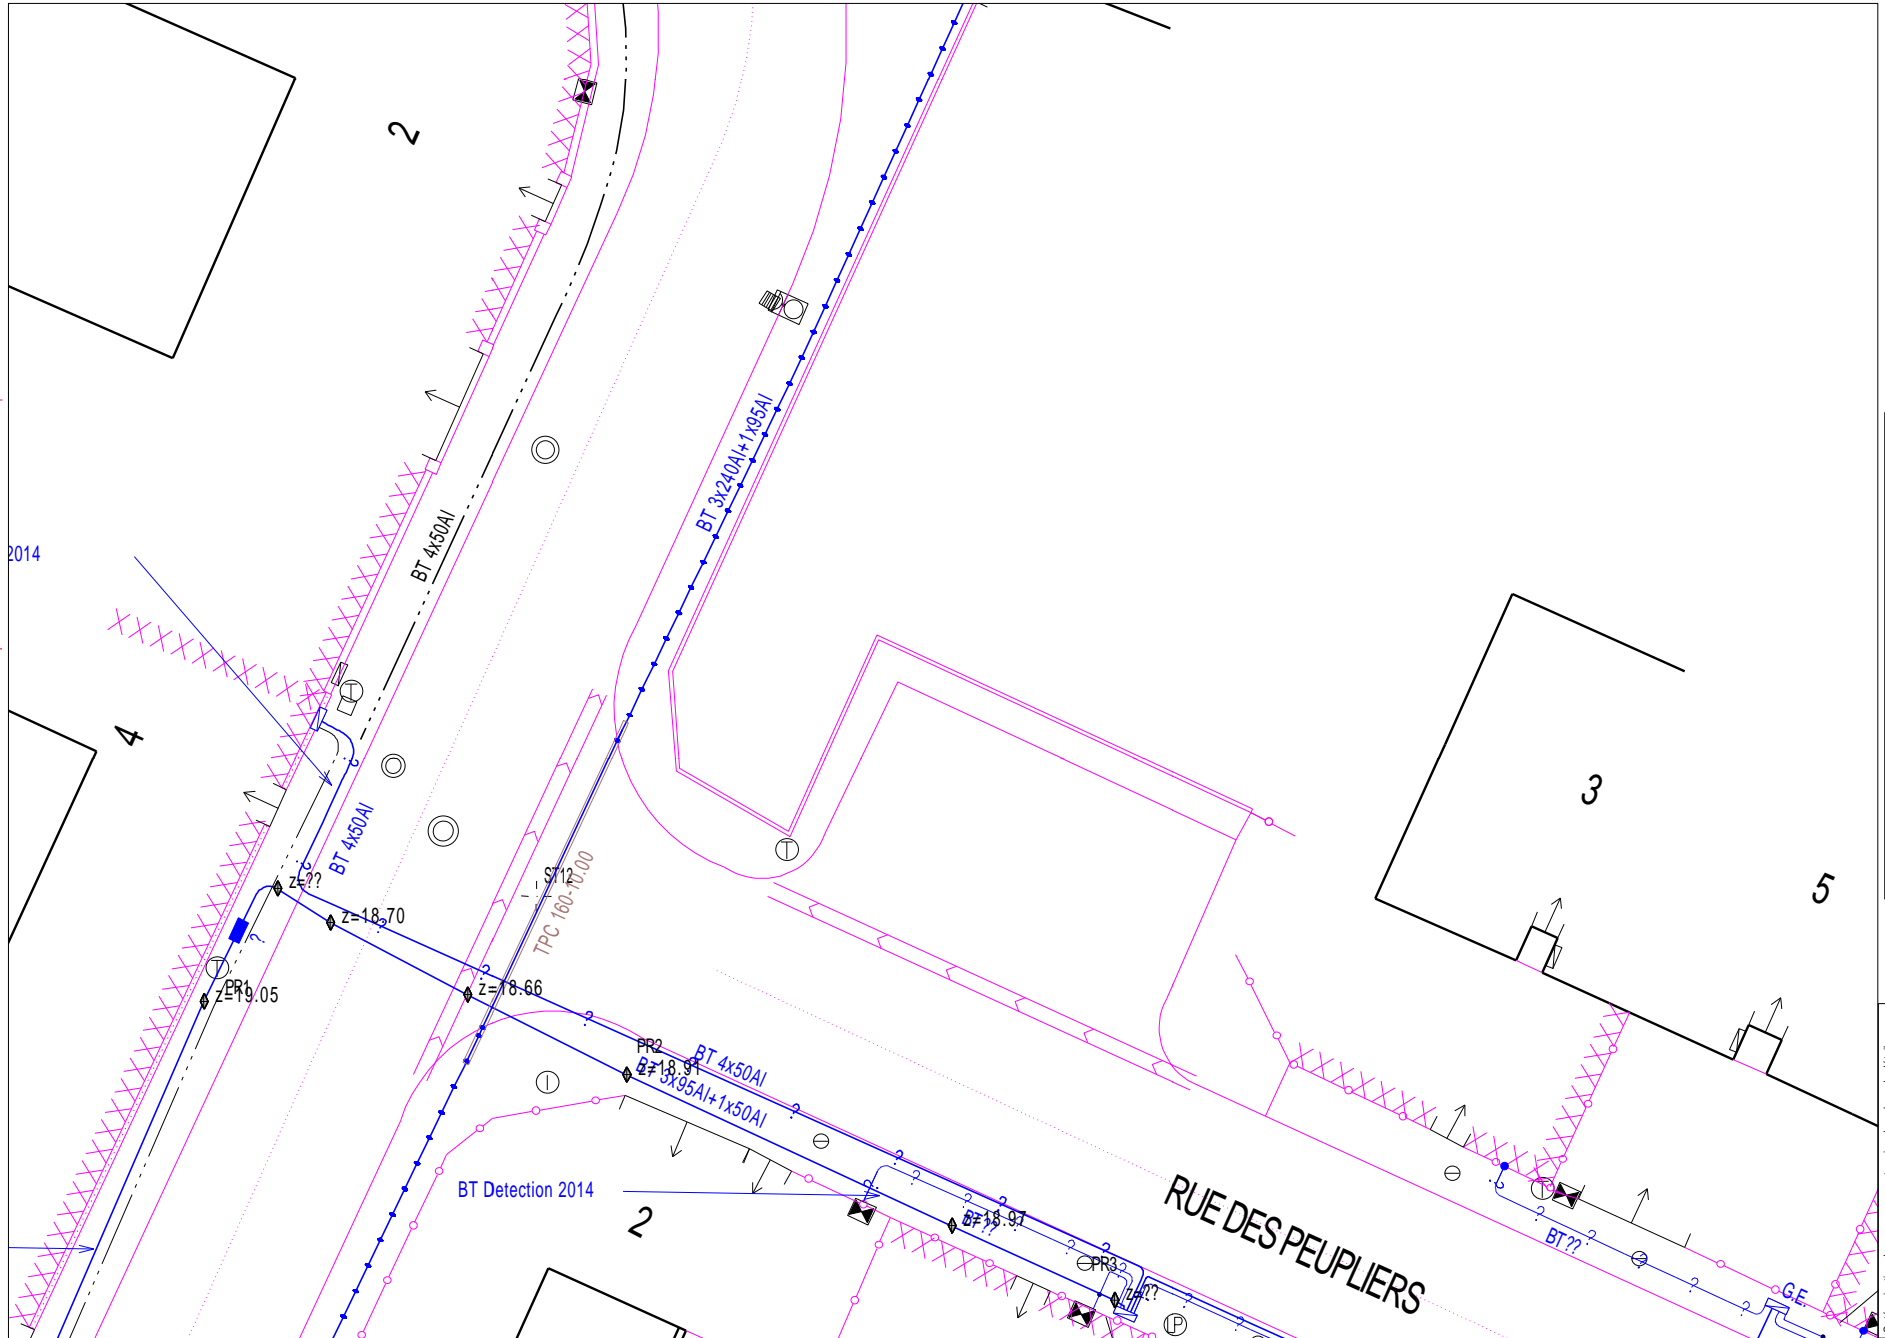 2
BT 3x240Al+1x95Al
BT 4x50Al
2014
4
3
BT 4x50Al
5
ST12
TPC 160-10.00
z=??
z=18.70
?
PR1
z=19.05
z=18.66
PR2
z=18.91
BT 4x50Al
BT 3x95Al+1x50Al
BT Detection 2014
2
z=18.97
BT??
RUE DES PEUPLIERS
BT??
PR3
z=??
G.E.
LP